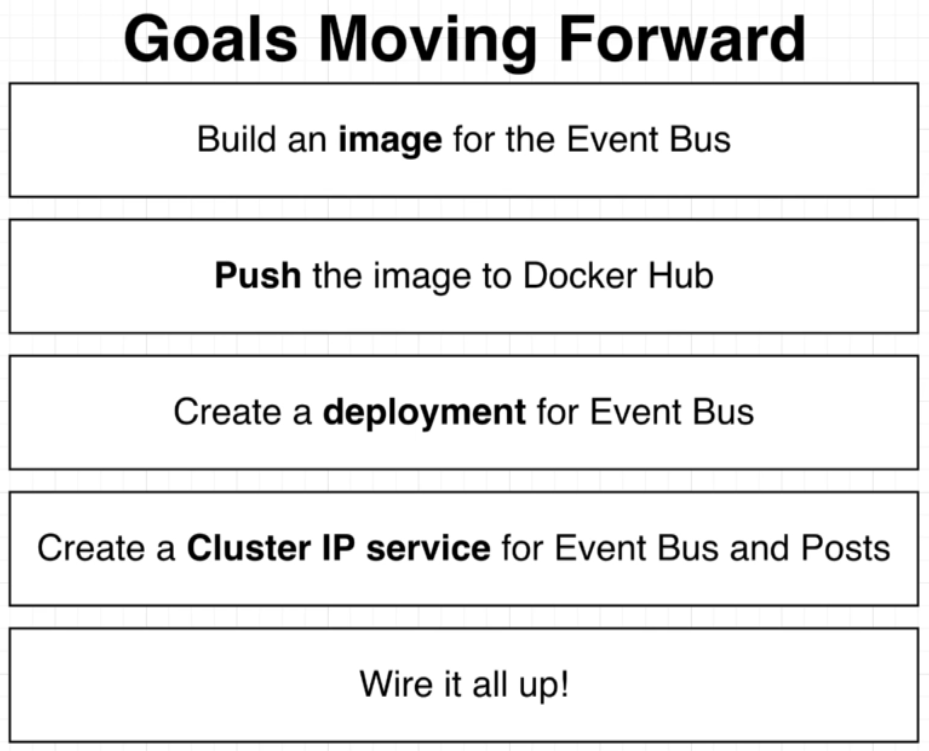 Goals Moving Forward
Build an image for the Event Bus
Push the image to Docker Hub
Create a deployment for Event Bus
Create a Cluster IP service for Event Bus and Posts
Wire it all up!